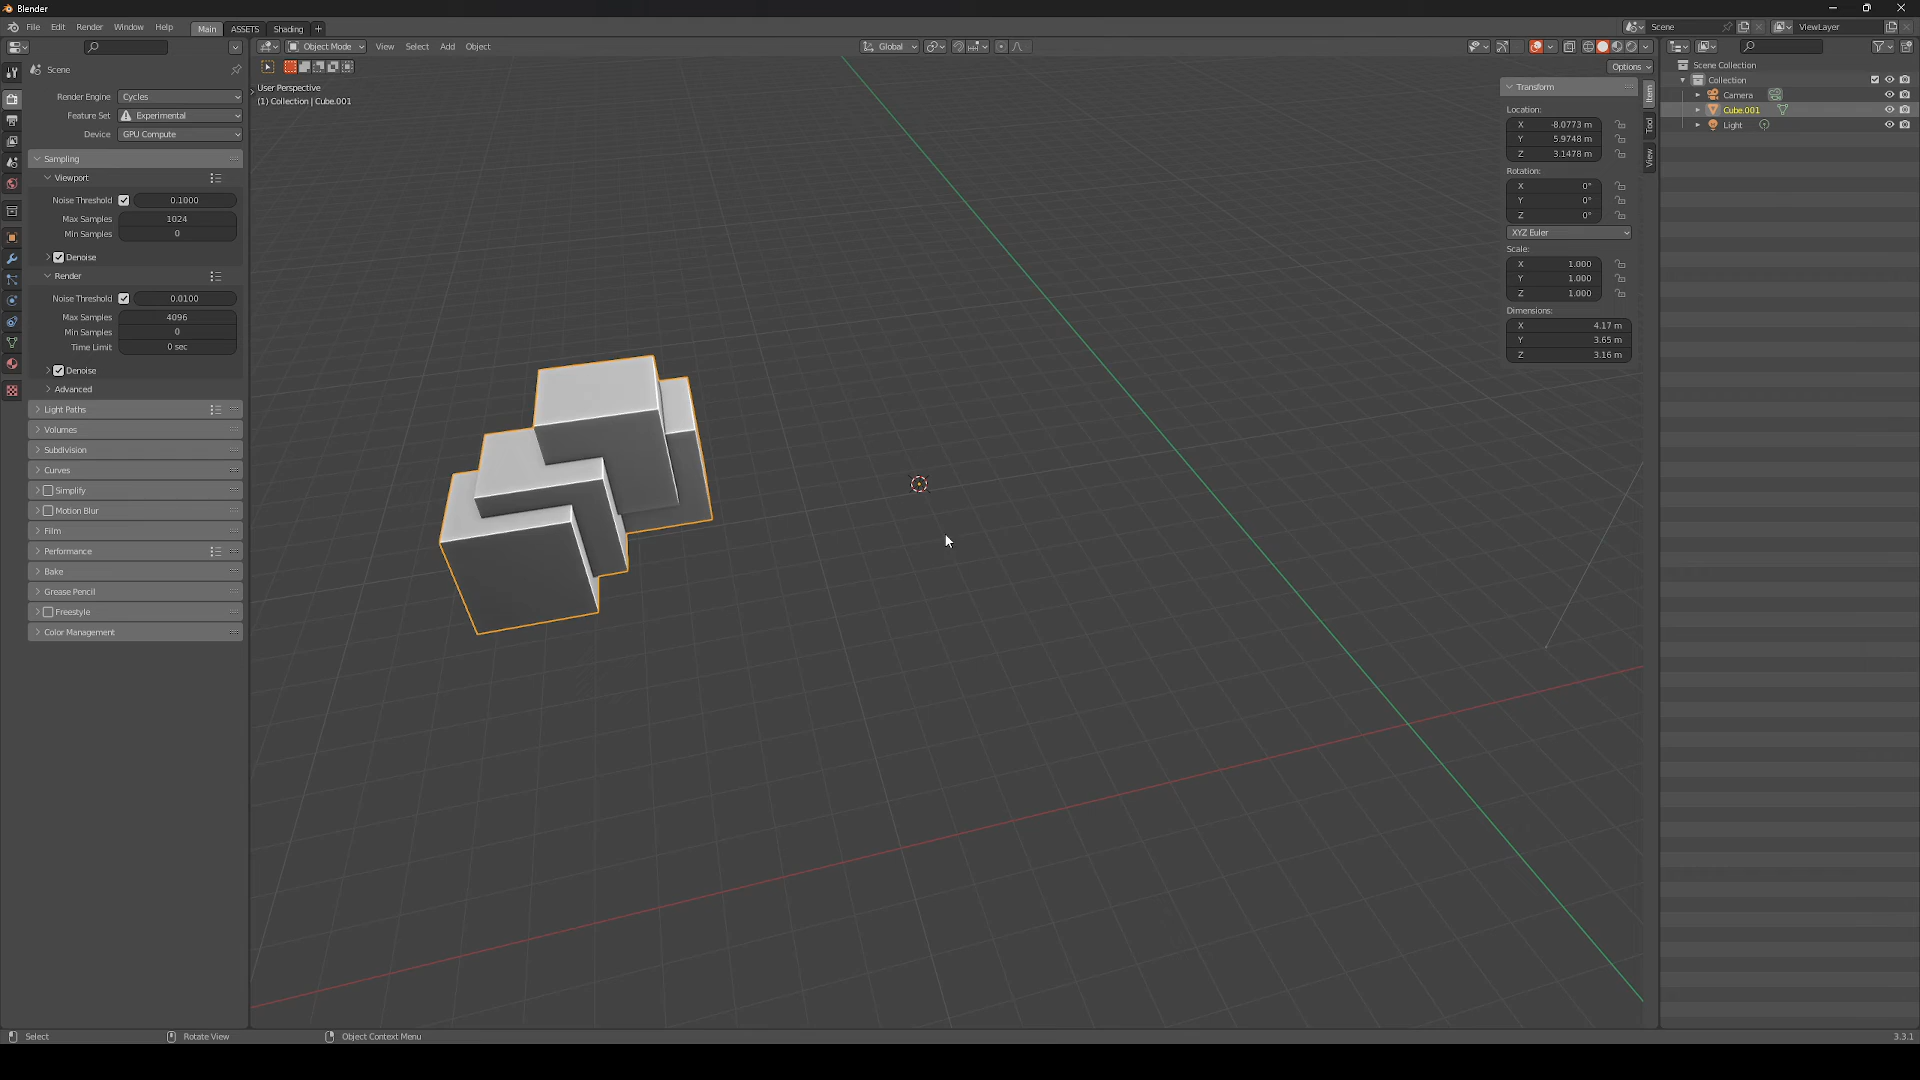 Blender
File Edit Render Window Help Main ASSETS Shading + Scene ViewLayer
Object Mode View Select Add Object Global
Options
Scene
Render Engine Cycles
Feature Set Experimental
Device GPU Compute
Sampling
Viewport
Noise Threshold 0.1000
Max Samples 1024
Min Samples 0
Denoise
Render
Noise Threshold 0.0100
Max Samples 4096
Min Samples 0
Time Limit 0 sec
Denoise
Advanced
Light Paths
Volumes
Subdivision
Curves
Simplify
Motion Blur
Film
Performance
Bake
Grease Pencil
Freestyle
Color Management
User Perspective
(1) Collection | Cube.001
Transform
Location:
X -8.0773 m
Y 5.9748 m
Z 3.1478 m
Rotation:
X 0°
Y 0°
Z 0°
XYZ Euler
Scale:
X 1.000
Y 1.000
Z 1.000
Dimensions:
X 4.17 m
Y 3.65 m
Z 3.16 m
Item
Tool
View
Scene Collection
Collection
Camera
Cube.001
Light
Select Rotate View Object Context Menu 3.3.1